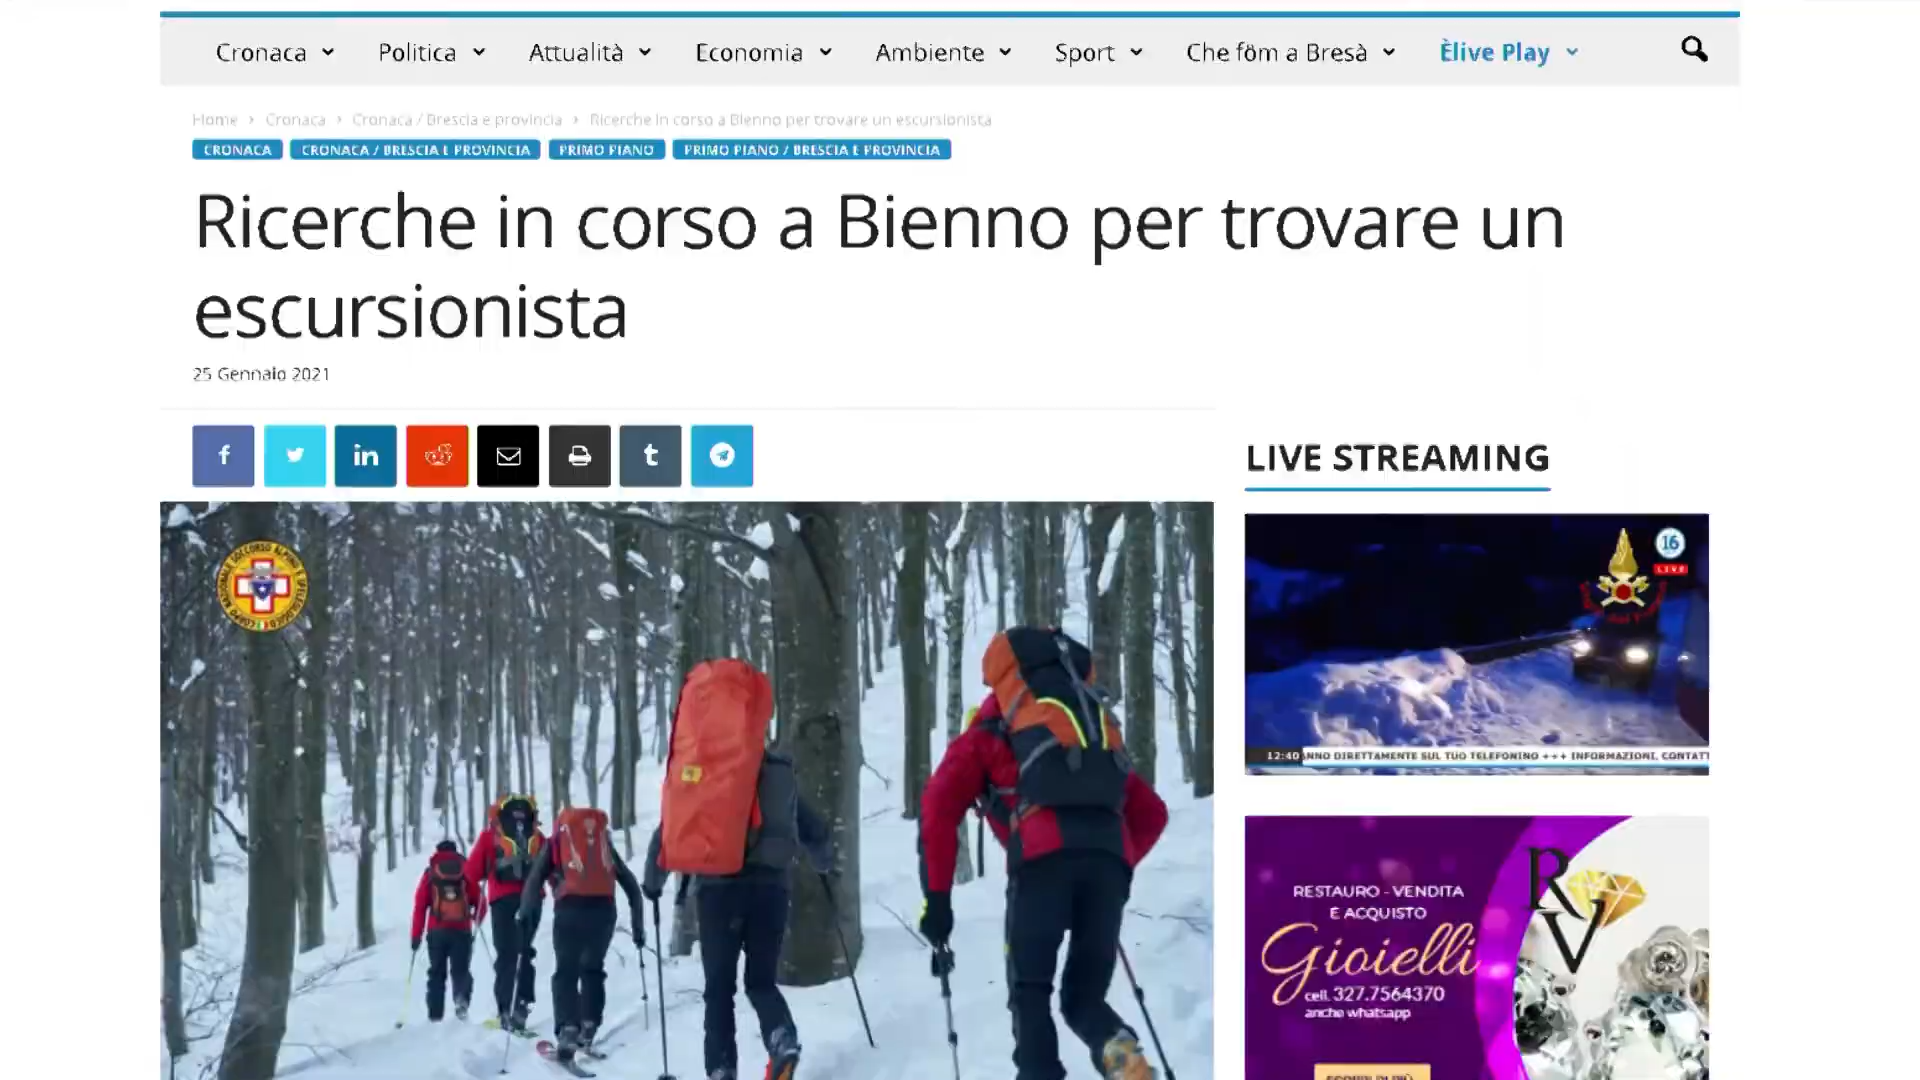 Cronaca Politica Attualità Economia Ambiente Sport Che föm a Bresà Èlive Play
Home › Cronaca › Cronaca / Brescia e provincia › Ricerche in corso a Bienno per trovare un escursionista
CRONACA CRONACA / BRESCIA E PROVINCIA PRIMO PIANO PRIMO PIANO / BRESCIA E PROVINCIA
Ricerche in corso a Bienno per trovare un
escursionista
25 Gennaio 2021
f in t
LIVE STREAMING
16
LIVE
12:40 ANNO DIRETTAMENTE SUL TUO TELEFONINO +++ INFORMAZIONI, CONTATT
RESTAURO - VENDITA
E ACQUISTO
Gioielli
cell. 327.7564370
anche whatsapp
RV